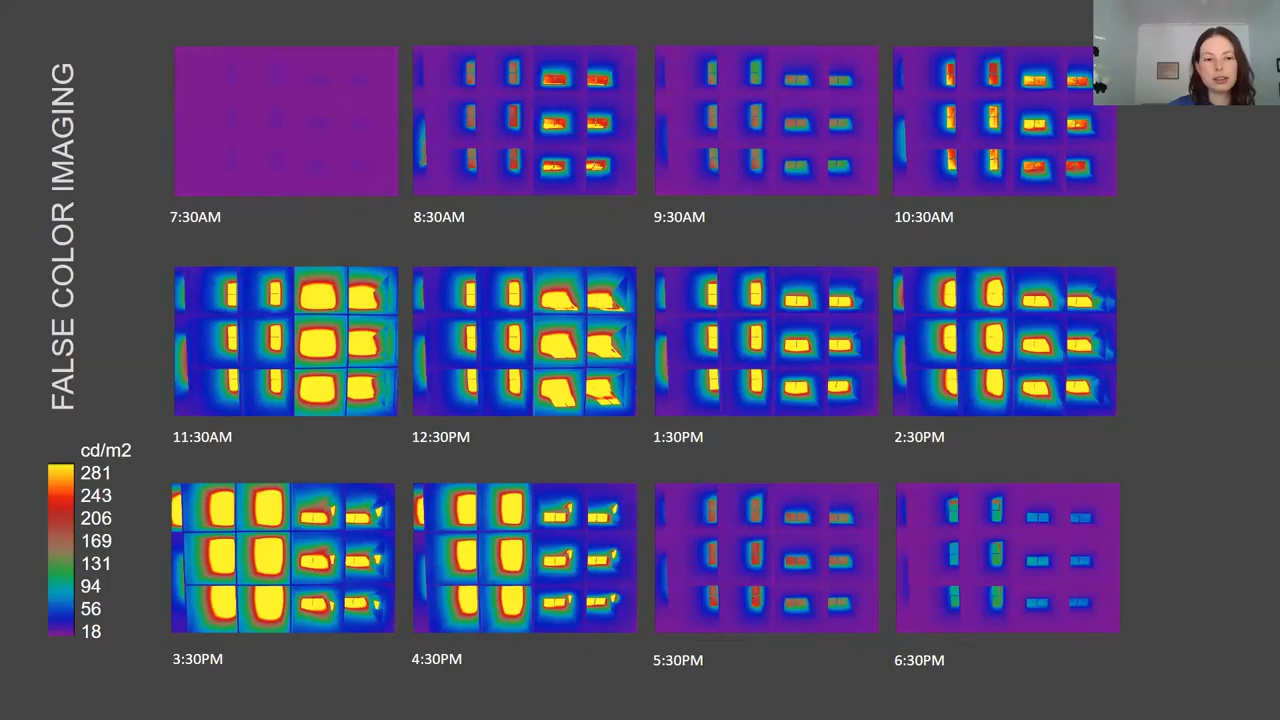 FALSE COLOR IMAGING
7:30AM
8:30AM
9:30AM
10:30AM
11:30AM
12:30PM
1:30PM
2:30PM
cd/m2
281
243
206
169
131
94
56
18
3:30PM
4:30PM
5:30PM
6:30PM